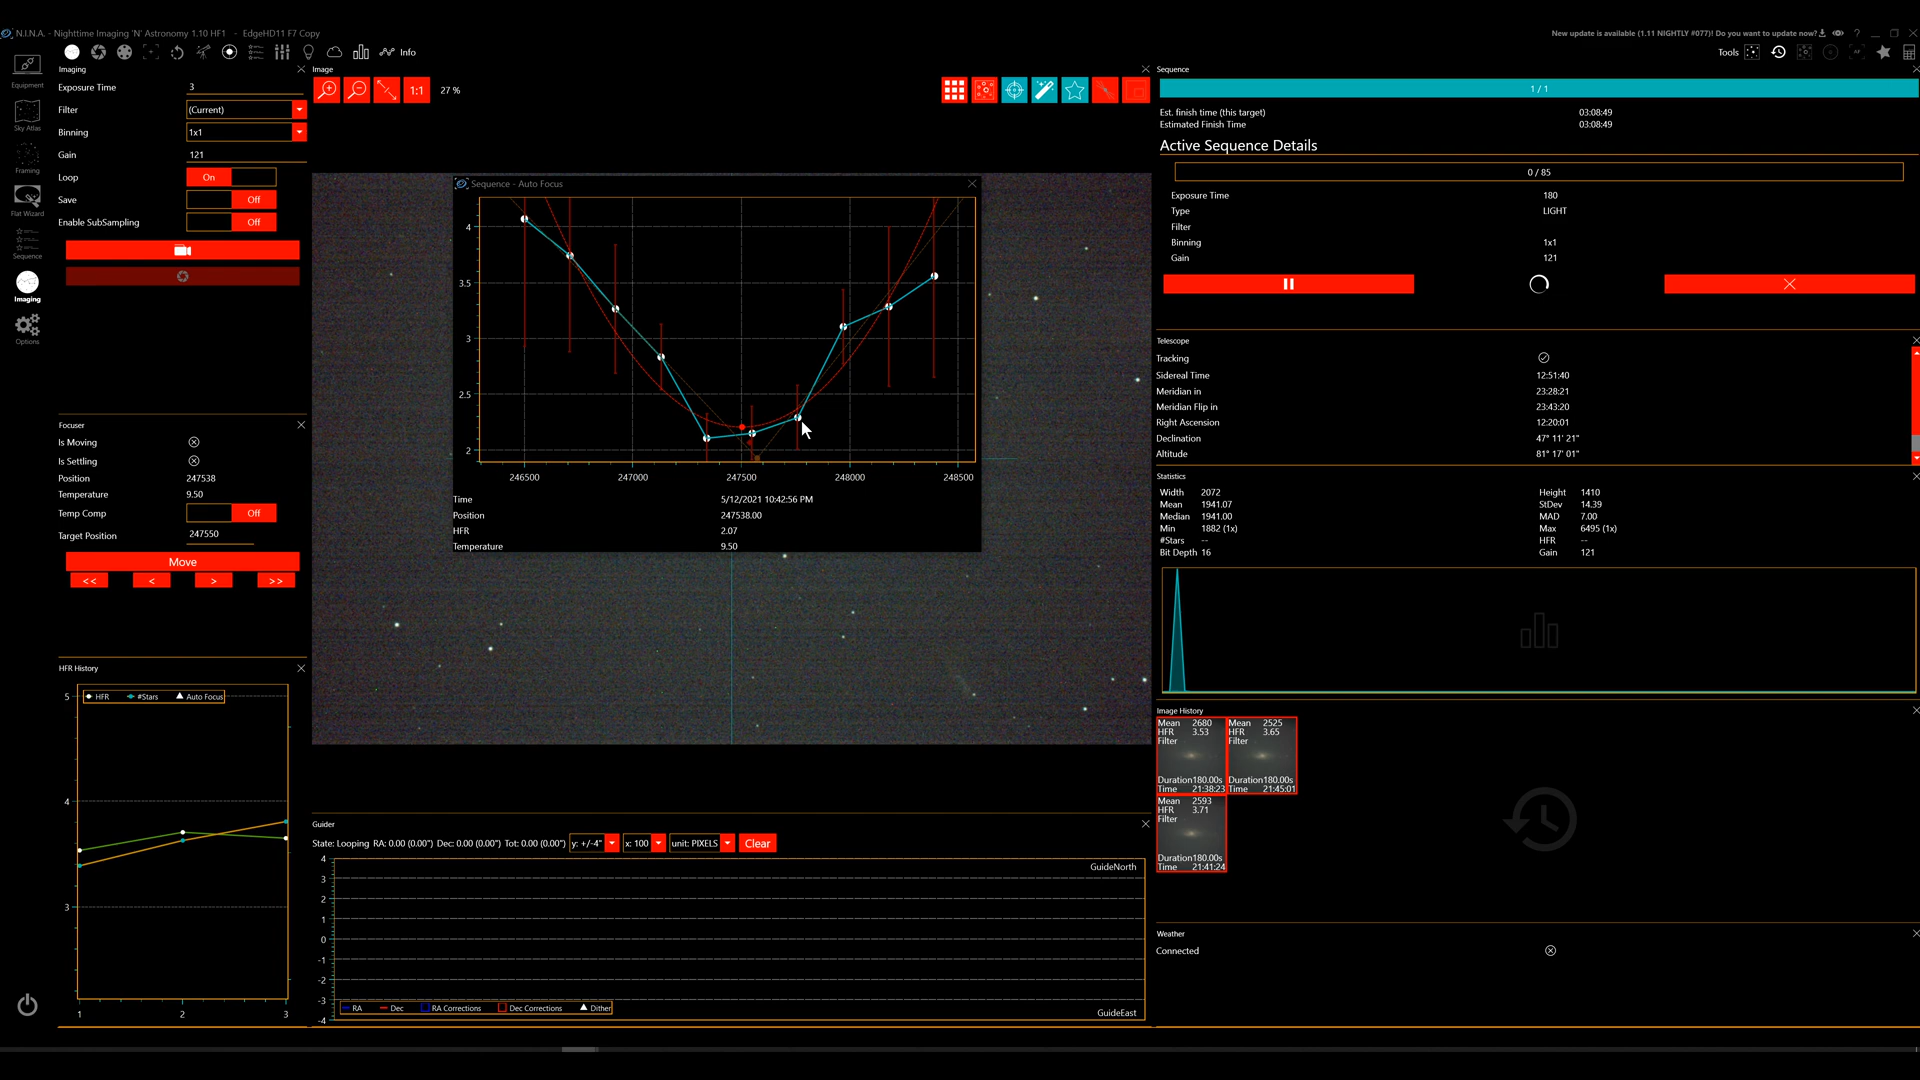 N.I.N.A. - Nighttime Imaging 'N' Astronomy 1.10 HF1 - EdgeHD11 F7 Copy
New update is available (1.11 NIGHTLY #077)! Do you want to update now?
Info
Tools
Equipment
Sky Atlas
Framing
Flat Wizard
Sequence
Imaging
Options
Imaging
Exposure Time 3
Filter (Current)
Binning 1x1
Gain 121
Loop On
Save Off
Enable SubSampling Off
Focuser
Is Moving
Is Settling
Position 247538
Temperature 9.50
Temp Comp Off
Target Position 247550
Move
<< < > >>
HFR History
HFR #Stars Auto Focus
5
4
3
1 2 3
Image
1:1 27 %
Sequence - Auto Focus
4
3.5
3
2.5
2
246500 247000 247500 248000 248500
Time 5/12/2021 10:42:56 PM
Position 247538.00
HFR 2.07
Temperature 9.50
Guider
State: Looping RA: 0.00 (0.00") Dec: 0.00 (0.00") Tot: 0.00 (0.00") y: +/-4" x: 100 unit: PIXELS Clear
4
3
2
1
0
-1
-2
-3
-4
GuideNorth
GuideEast
RA Dec RA Corrections Dec Corrections Dither
Sequence
1 / 1
Est. finish time (this target) 03:08:49
Estimated Finish Time 03:08:49
Active Sequence Details
0 / 85
Exposure Time 180
Type LIGHT
Filter
Binning 1x1
Gain 121
Telescope
Tracking
Sidereal Time 12:51:40
Meridian in 23:28:21
Meridian Flip in 23:43:20
Right Ascension 12:20:01
Declination 47° 11' 21"
Altitude 81° 17' 01"
Statistics
Width 2072 Height 1410
Mean 1941.07 StDev 14.39
Median 1941.00 MAD 7.00
Min 1882 (1x) Max 6495 (1x)
#Stars -- HFR --
Bit Depth 16 Gain 121
Image History
Mean 2680 Mean 2525
HFR 3.53 HFR 3.65
Filter Filter
Duration180.00s Duration180.00s
Time 21:38:23 Time 21:45:01
Mean 2593
HFR 3.71
Filter
Duration180.00s
Time 21:41:24
Weather
Connected